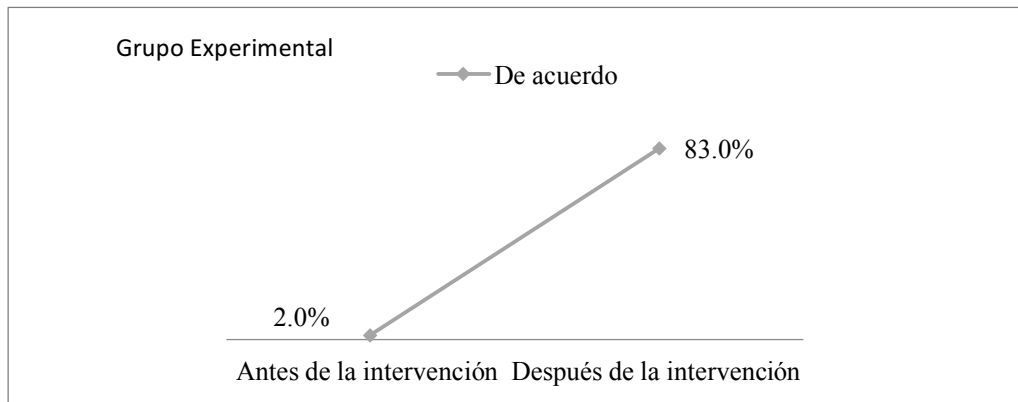 Grupo Experimental
De acuerdo
83.0%
2.0%
Antes de la intervención Después de la intervención